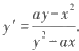 y′ = (ay − x²) / (y² − ax).